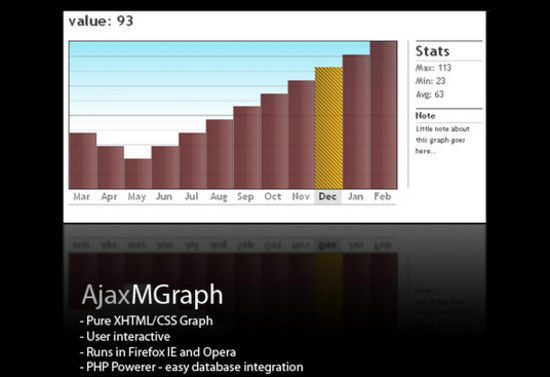 value: 93
Stats
Max: 113
Min: 23
Avg: 63
Note
Little note about
this graph goes
here..
Mar Apr May Jun Jul Aug Sep Oct Nov Dec Jan Feb
AjaxMGraph
- Pure XHTML/CSS Graph
- User interactive
- Runs in Firefox IE and Opera
- PHP Powerer - easy database integration